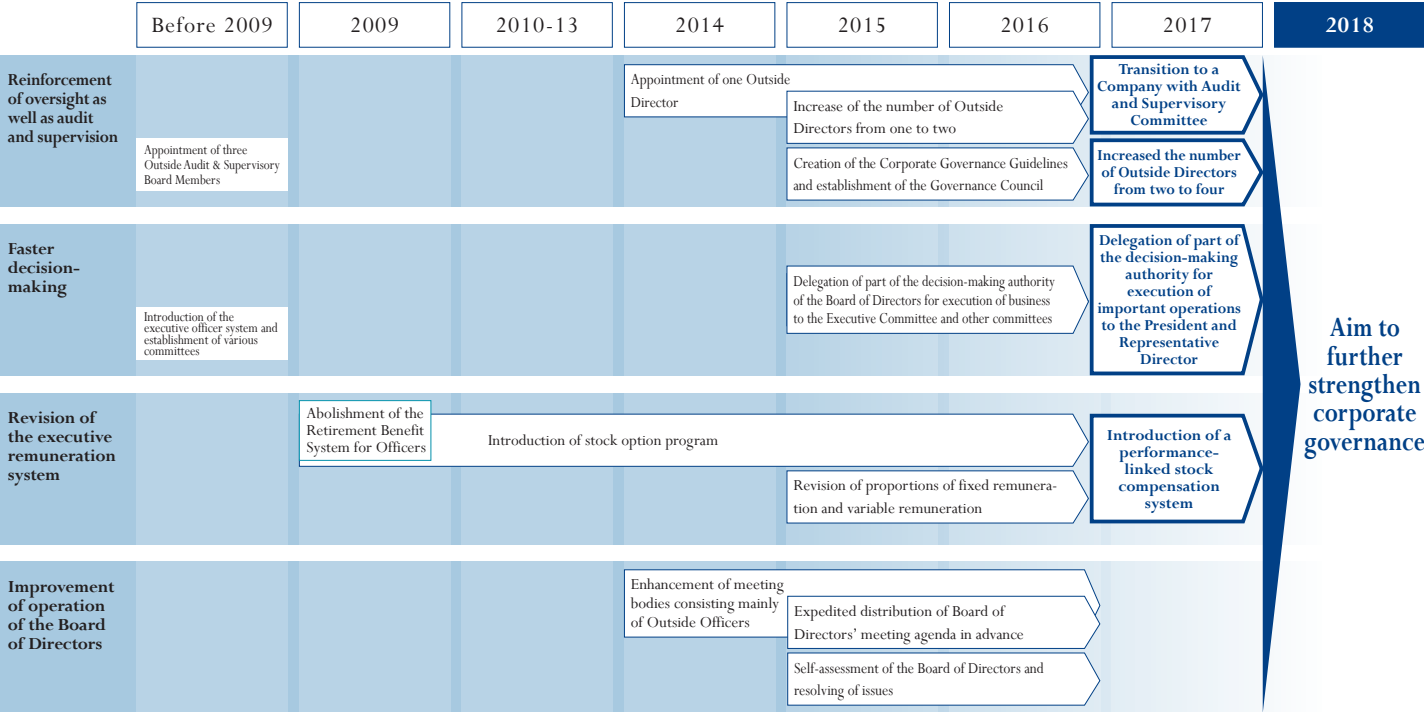 Before 2009
2009
2010-13
2014
2015
2016
2017
2018
Reinforcement
of oversight as
well as audit
and supervision
Appointment of three
Outside Audit & Supervisory
Board Members
Appointment of one Outside
Director
Increase of the number of Outside
Directors from one to two
Creation of the Corporate Governance Guidelines
and establishment of the Governance Council
Transition to a
Company with Audit
and Supervisory
Committee
Increased the number
of Outside Directors
from two to four
Faster
decision-
making
Introduction of the
executive officer system and
establishment of various
committees
Delegation of part of the decision-making authority
of the Board of Directors for execution of business
to the Executive Committee and other committees
Delegation of part of
the decision-making
authority for
execution of
important operations
to the President and
Representative
Director
Revision of
the executive
remuneration
system
Abolishment of the
Retirement Benefit
System for Officers
Introduction of stock option program
Revision of proportions of fixed remunera-
tion and variable remuneration
Introduction of a
performance-
linked stock
compensation
system
Improvement
of operation
of the Board
of Directors
Enhancement of meeting
bodies consisting mainly
of Outside Officers
Expedited distribution of Board of
Directors’ meeting agenda in advance
Self-assessment of the Board of Directors and
resolving of issues
Aim to
further
strengthen
corporate
governance